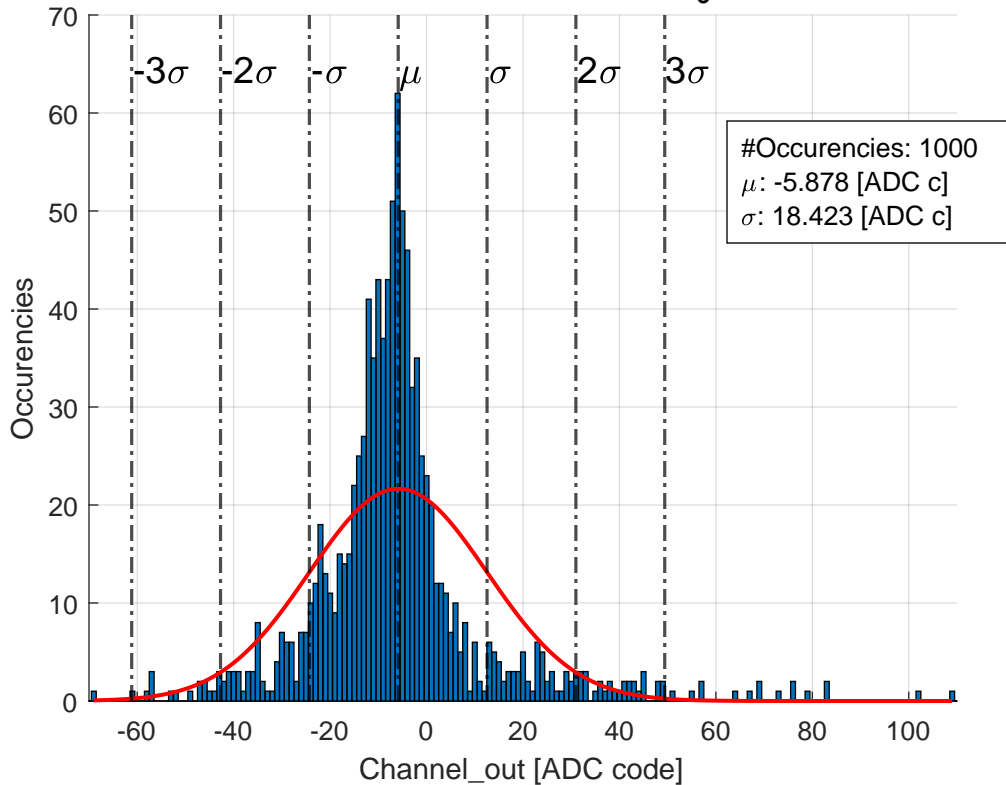 70
60
50
40
30
20
10
0
Occurencies
-3σ -2σ -σ μ σ 2σ 3σ
#Occurencies: 1000
μ: -5.878 [ADC c]
σ: 18.423 [ADC c]
-60 -40 -20 0 20 40 60 80 100
Channel_out [ADC code]